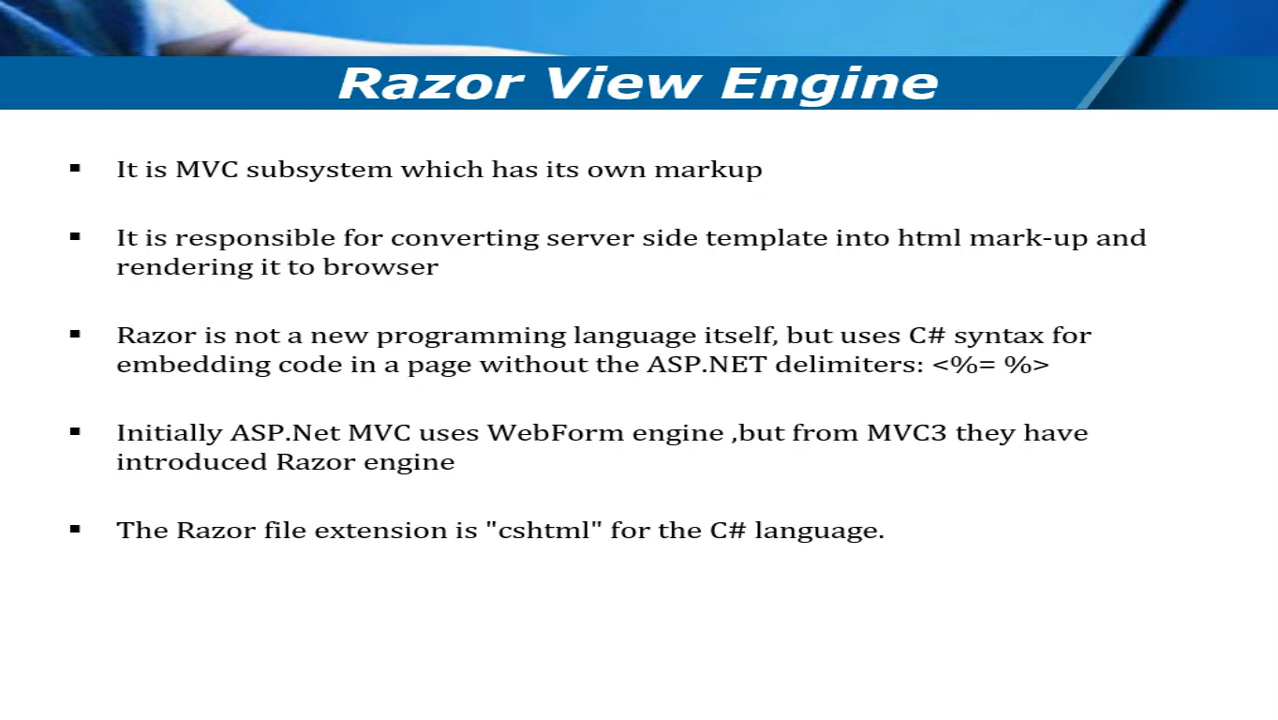 Razor View Engine
It is MVC subsystem which has its own markup
It is responsible for converting server side template into html mark-up and
rendering it to browser
Razor is not a new programming language itself, but uses C# syntax for
embedding code in a page without the ASP.NET delimiters: <%= %>
Initially ASP.Net MVC uses WebForm engine ,but from MVC3 they have
introduced Razor engine
The Razor file extension is "cshtml" for the C# language.